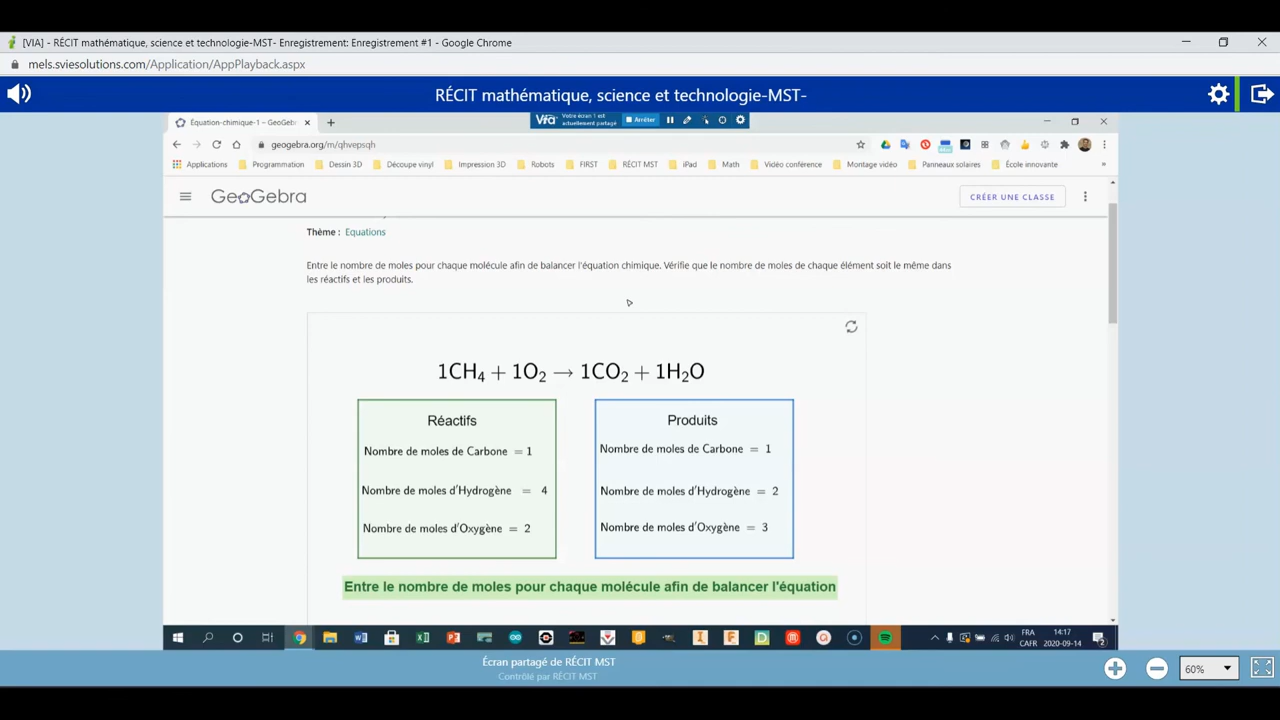 [VIA] - RÉCIT mathématique, science et technologie-MST- Enregistrement: Enregistrement #1 - Google Chrome
mels.sviesolutions.com/Application/AppPlayback.aspx
RÉCIT mathématique, science et technologie-MST-
Équation-chimique-1 – GeoGebr
Via
Votre écran 1 est
actuellement partagé
Arrêter
geogebra.org/m/qhvepsqh
Applications Programmation Dessin 3D Découpe vinyl Impression 3D Robots FIRST RÉCIT MST iPad Math Vidéo conférence Montage vidéo Panneaux solaires École innovante »
GeoGebra
CRÉER UNE CLASSE
Thème : Equations
Entre le nombre de moles pour chaque molécule afin de balancer l'équation chimique. Vérifie que le nombre de moles de chaque élément soit le même dans
les réactifs et les produits.
1CH₄ + 1O₂ → 1CO₂ + 1H₂O
Réactifs
Nombre de moles de Carbone = 1
Nombre de moles d'Hydrogène = 4
Nombre de moles d'Oxygène = 2
Produits
Nombre de moles de Carbone = 1
Nombre de moles d'Hydrogène = 2
Nombre de moles d'Oxygène = 3
Entre le nombre de moles pour chaque molécule afin de balancer l'équation
FRA
CAFR
14:17
2020-09-14
Écran partagé de RÉCIT MST
Contrôlé par RÉCIT MST
60%